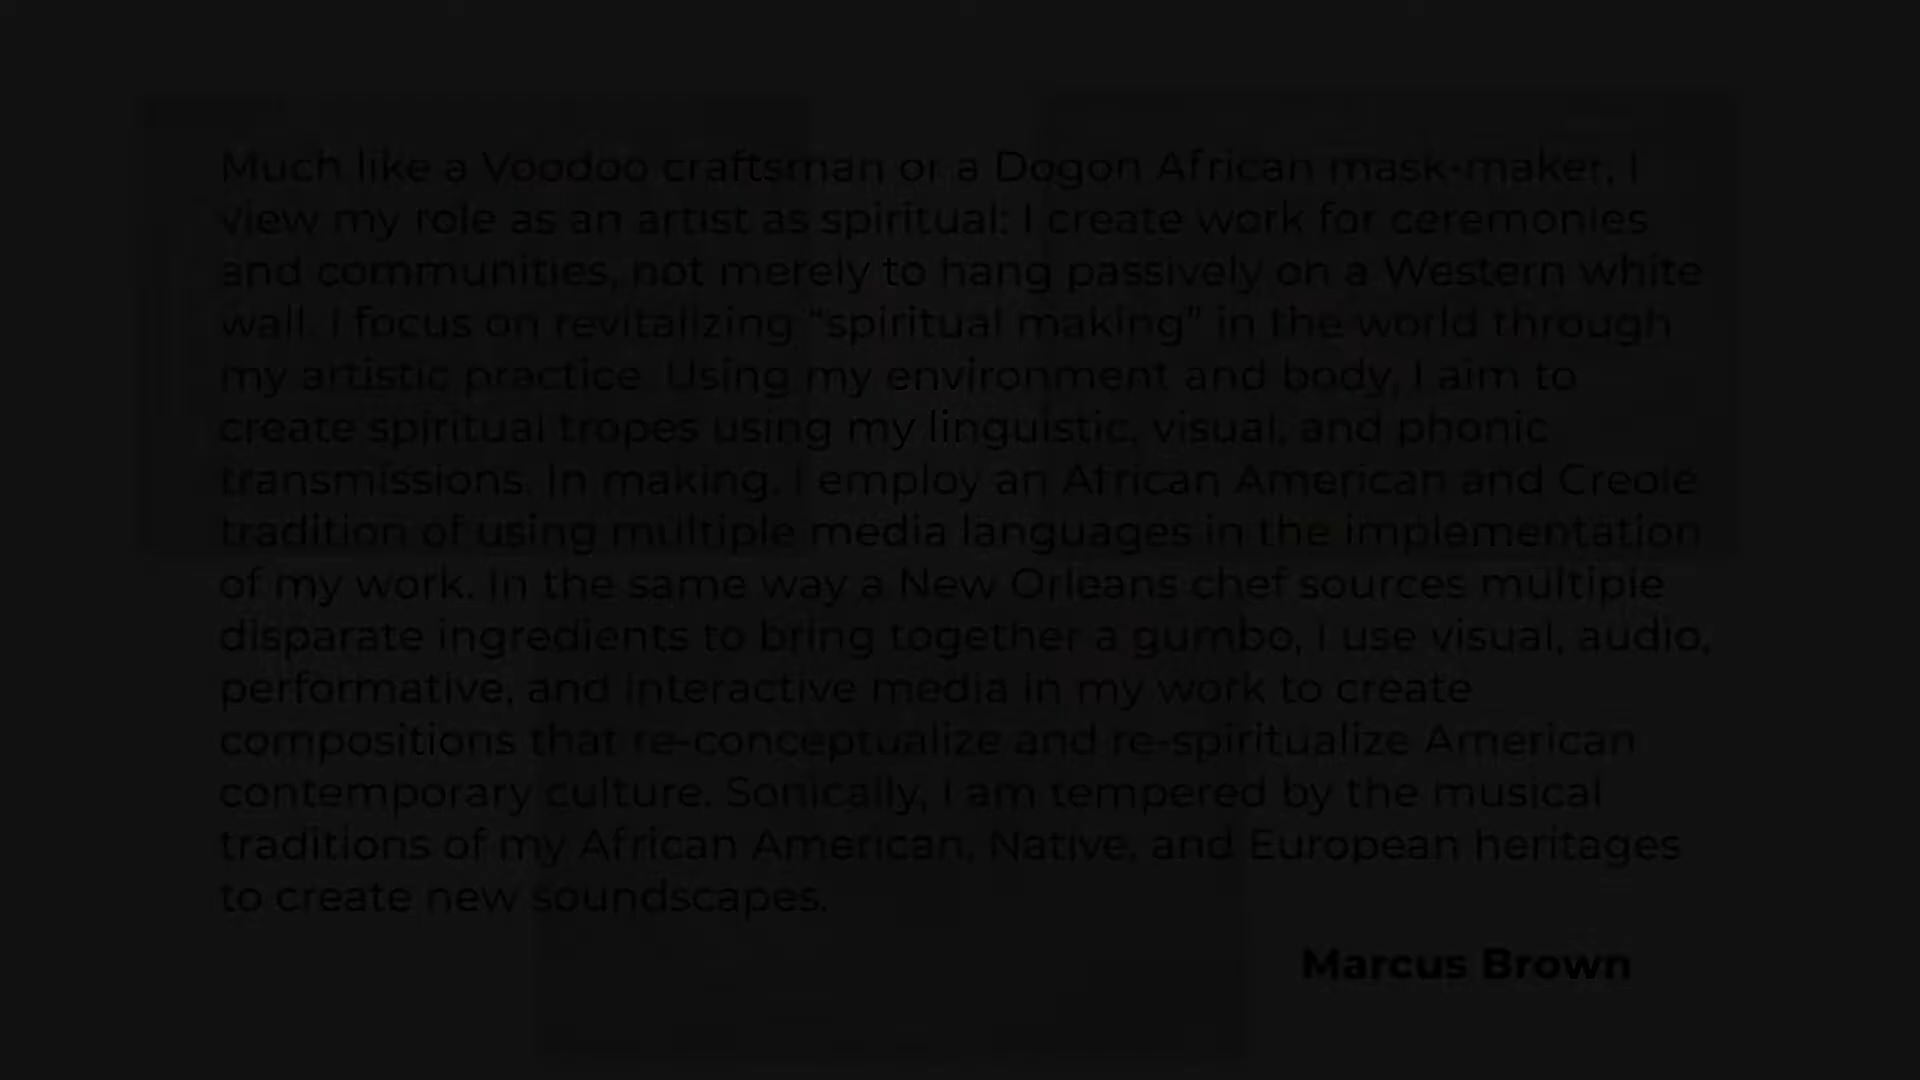 Much like a Voodoo craftsman or a Dogon African mask-maker, I
view my role as an artist as spiritual: I create work for ceremonies
and communities, not merely to hang passively on a Western white
wall. I focus on revitalizing “spiritual making” in the world through
my artistic practice. Using my environment and body, I aim to
create spiritual tropes using my linguistic, visual, and phonic
transmissions. In making, I employ an African American and Creole
tradition of using multiple media languages in the implementation
of my work. In the same way a New Orleans chef sources multiple
disparate ingredients to bring together a gumbo, I use visual, audio,
performative, and interactive media in my work to create
compositions that re-conceptualize and re-spiritualize American
contemporary culture. Sonically, I am tempered by the musical
traditions of my African American, Native, and European heritages
to create new soundscapes.
Marcus Brown